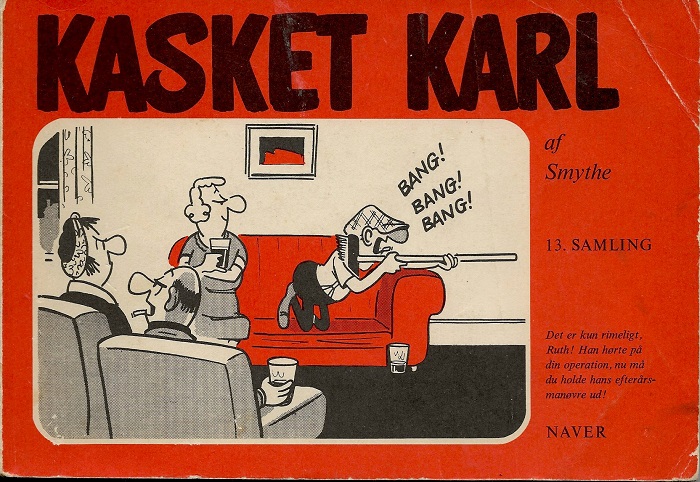 KASKET KARL
af
Smythe
BANG!
BANG!
BANG!
13. SAMLING
Det er kun rimeligt,
Ruth! Han hørte på
din operation, nu må
du holde hans efterårs-
manøvre ud!
NAVER